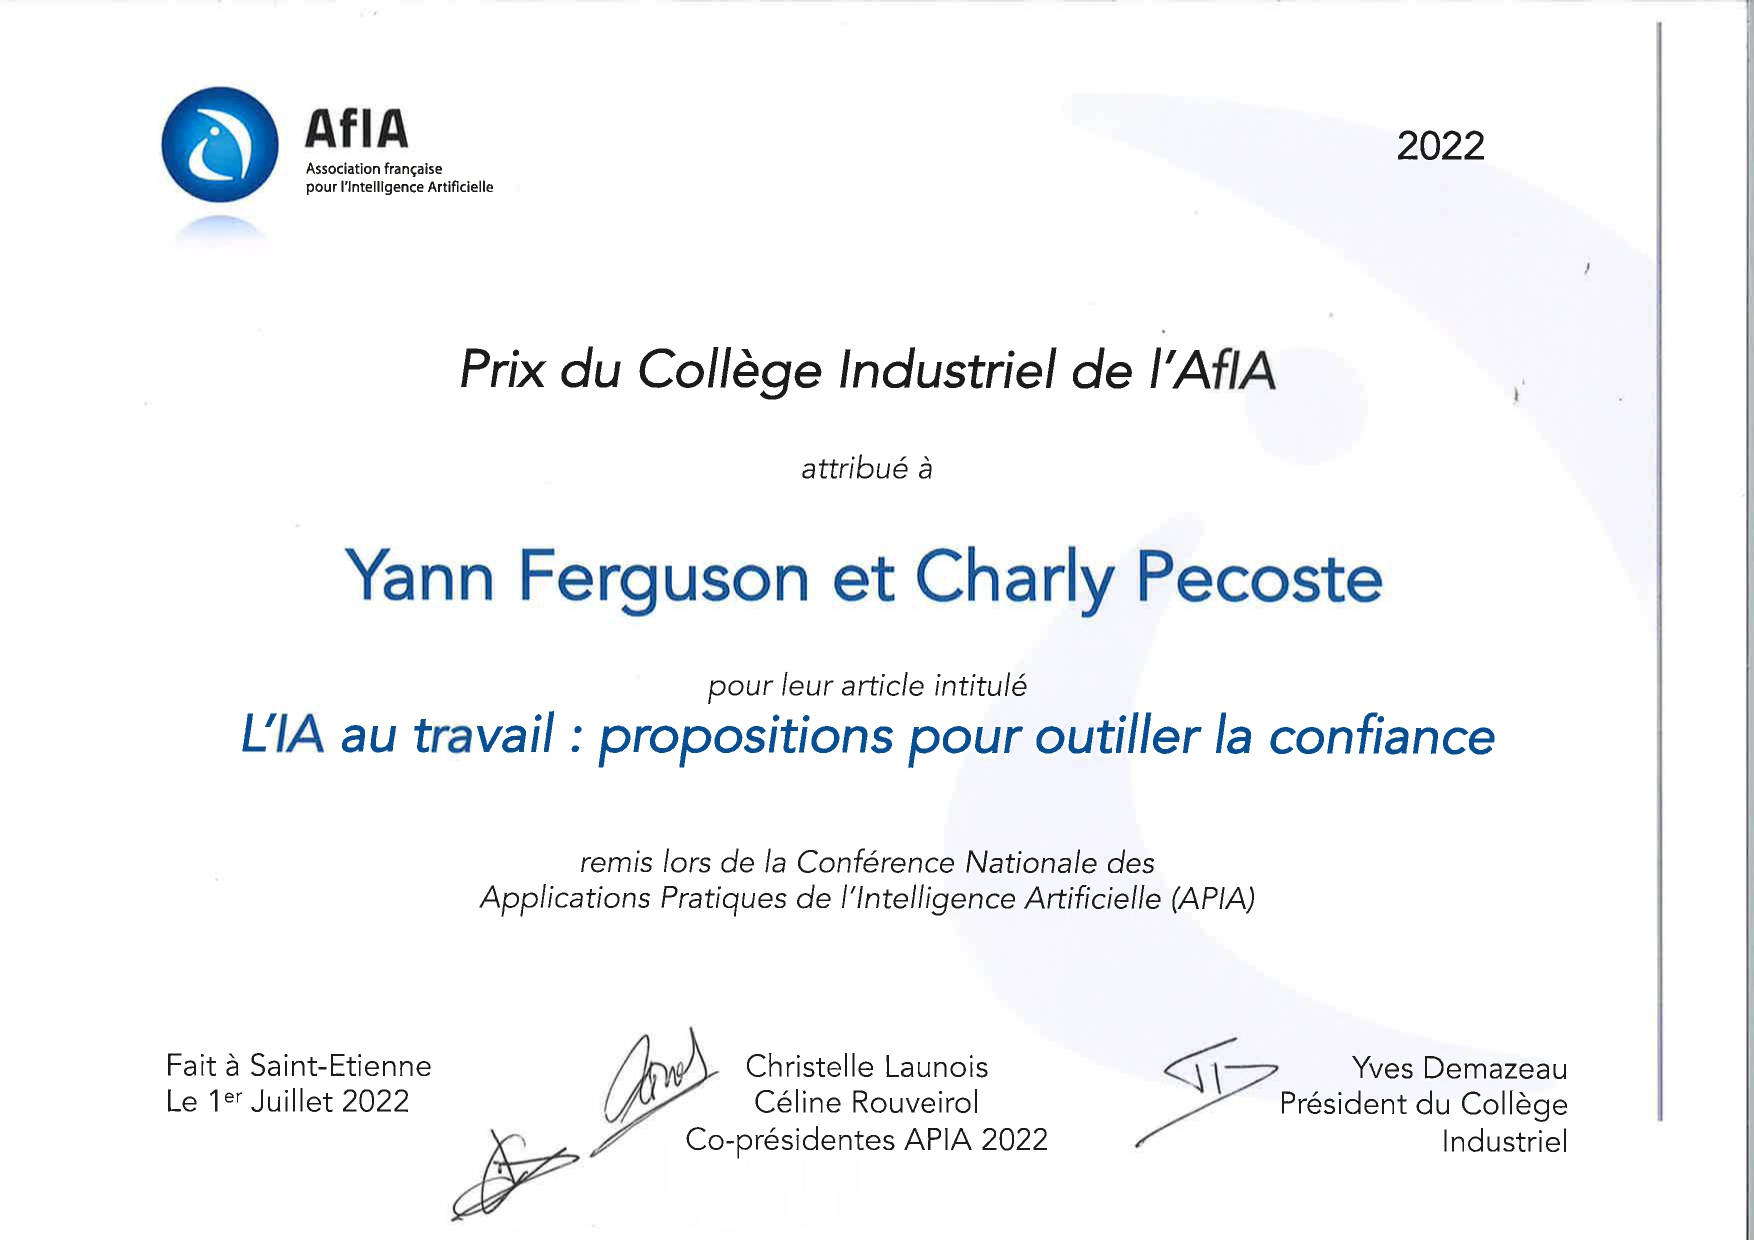 AfIA
Association française
pour l'Intelligence Artificielle
2022
Prix du Collège Industriel de l'AfIA
attribué à
Yann Ferguson et Charly Pecoste
pour leur article intitulé
L'IA au travail : propositions pour outiller la confiance
remis lors de la Conférence Nationale des
Applications Pratiques de l'Intelligence Artificielle (APIA)
Fait à Saint-Etienne
Le 1er Juillet 2022
Christelle Launois
Céline Rouveirol
Co-présidentes APIA 2022
Yves Demazeau
Président du Collège
Industriel